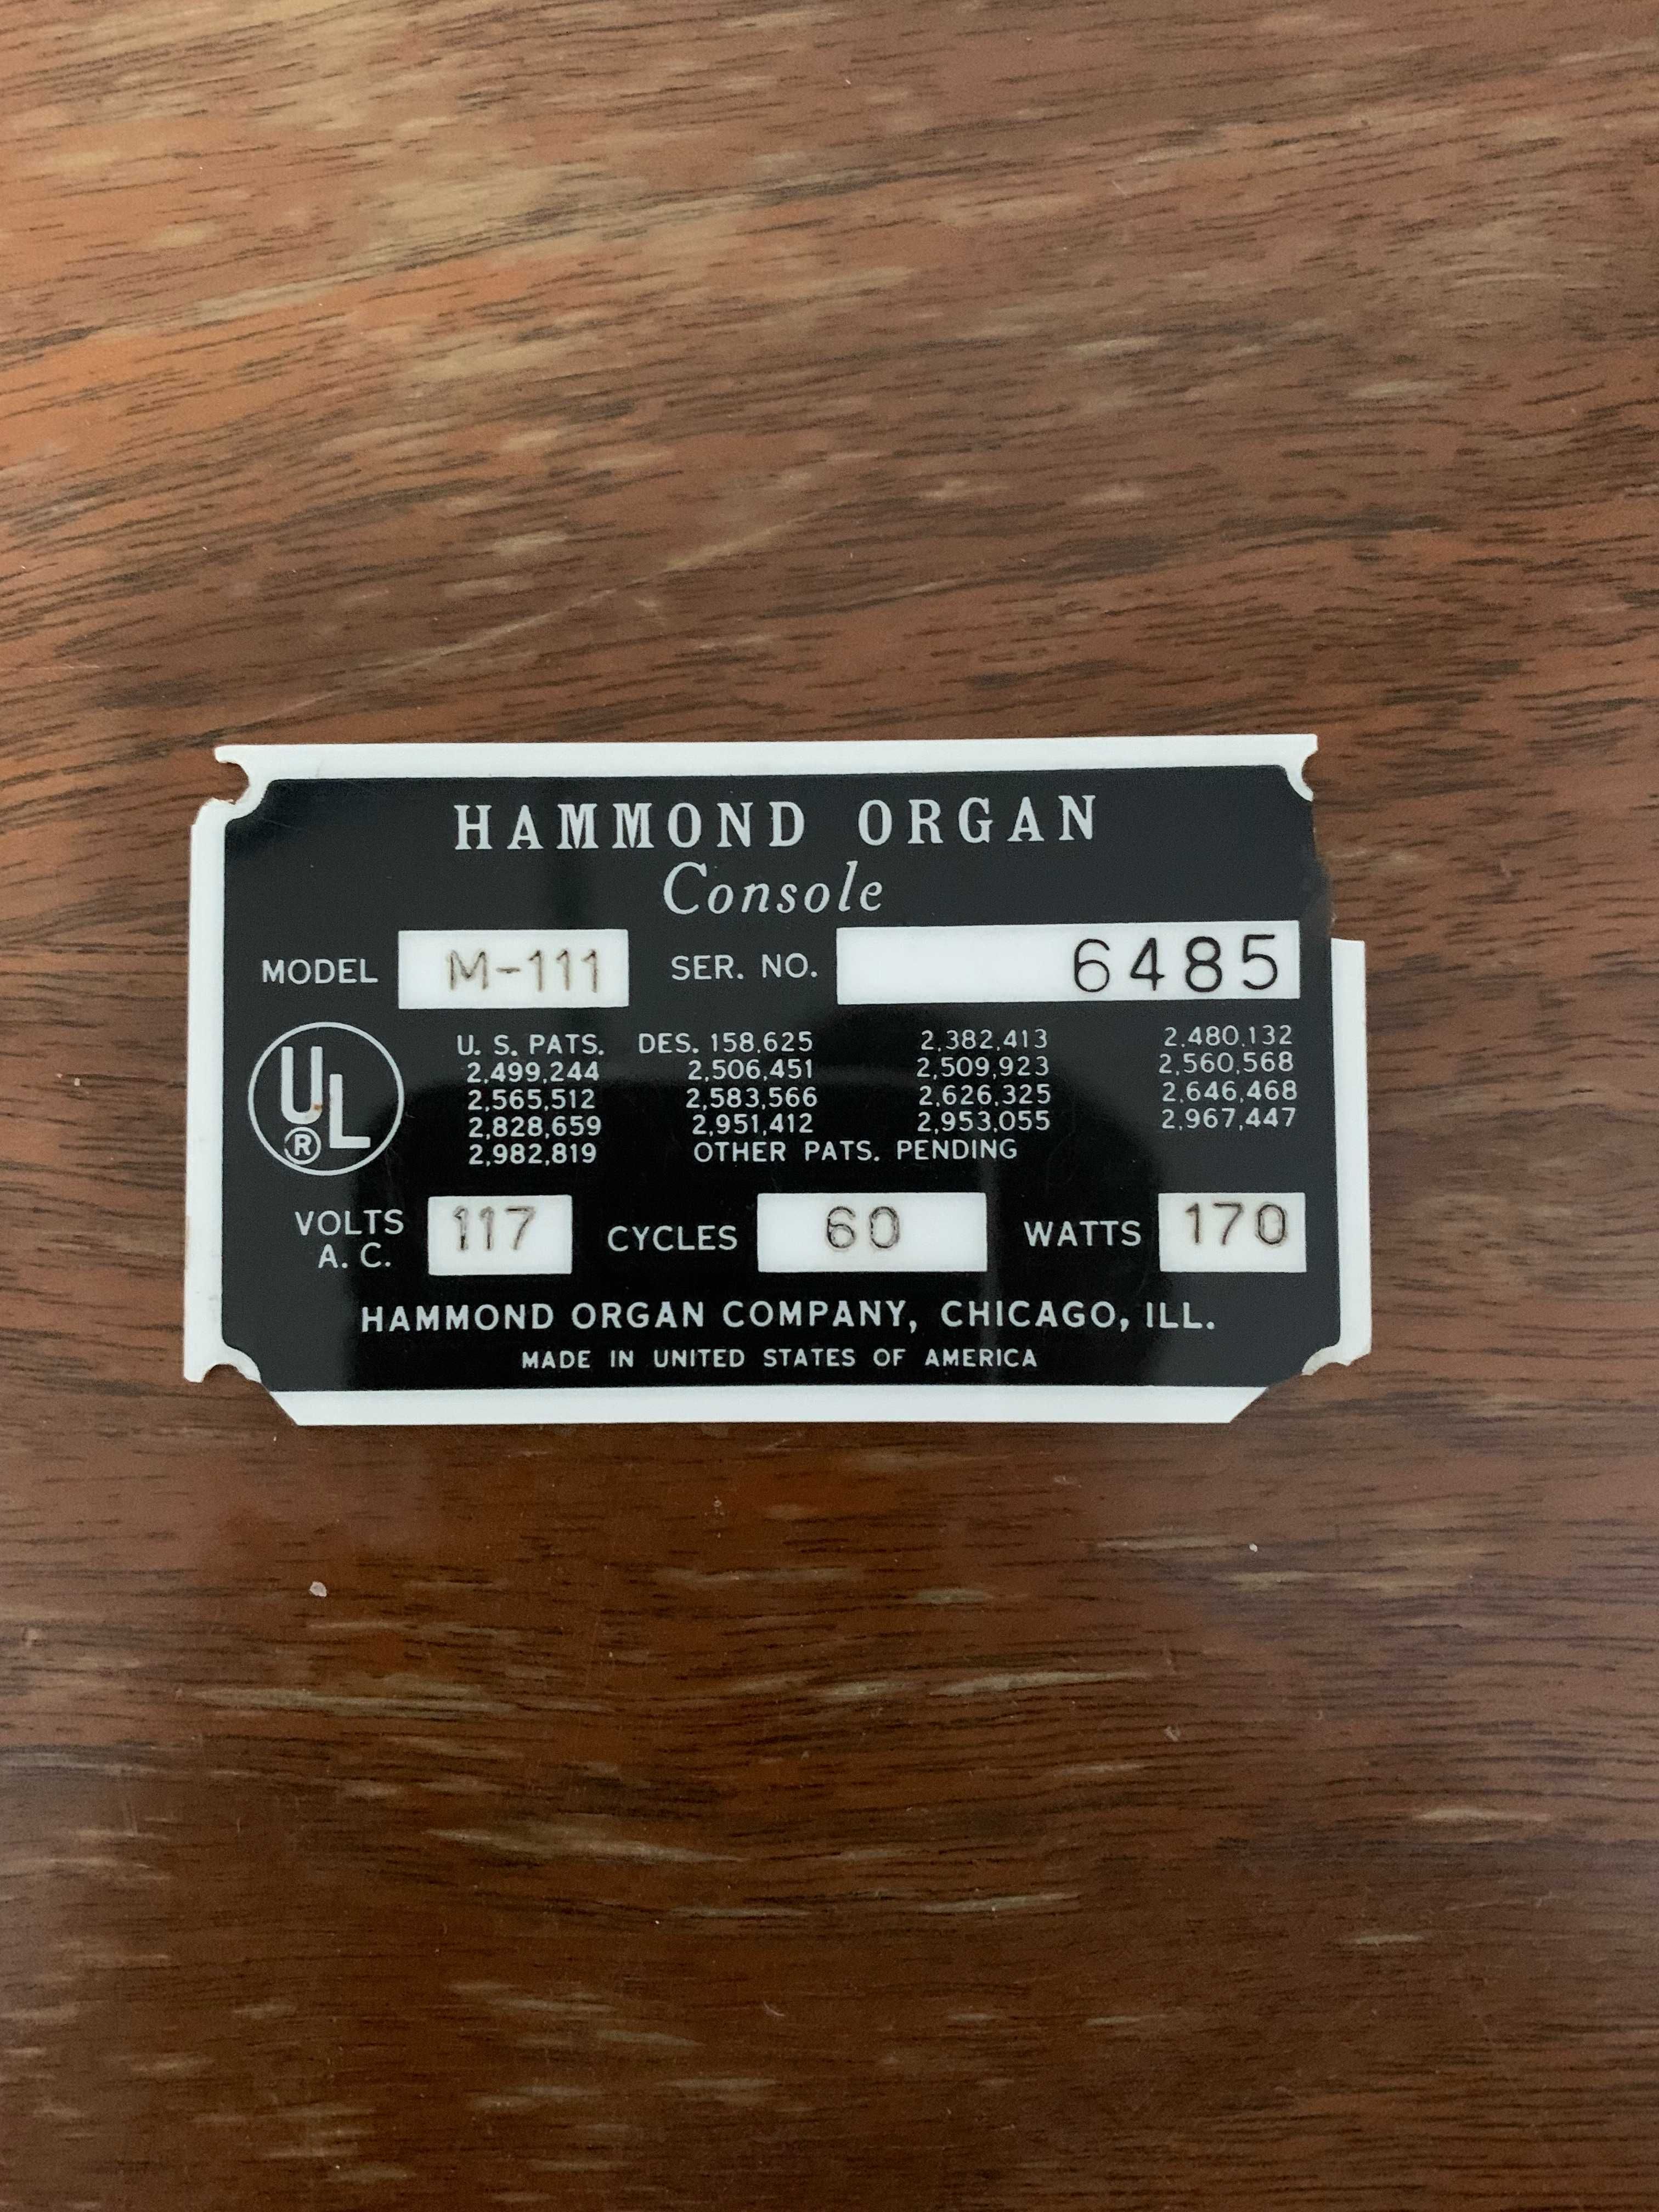 HAMMOND ORGAN
Console
MODEL M-111 SER. NO. 6485
UL
®
U. S. PATS. DES. 158,625 2,382,413 2,480,132
2,499,244 2,506,451 2,509,923 2,560,568
2,565,512 2,583,566 2,626,325 2,646,468
2,828,659 2,951,412 2,953,055 2,967,447
2,982,819 OTHER PATS. PENDING
VOLTS A. C. 117 CYCLES 60 WATTS 170
HAMMOND ORGAN COMPANY, CHICAGO, ILL.
MADE IN UNITED STATES OF AMERICA